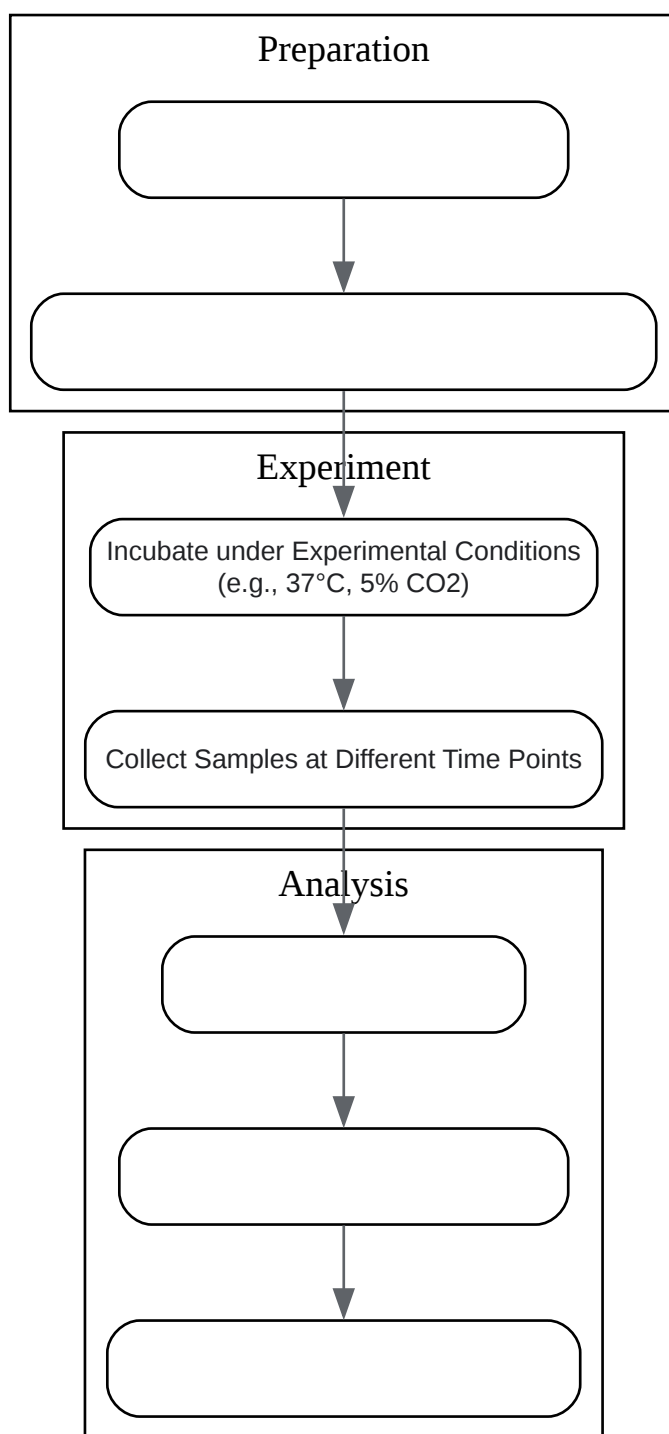 Preparation
Experiment
Incubate under Experimental Conditions
(e.g., 37°C, 5% CO2)
Collect Samples at Different Time Points
Analysis